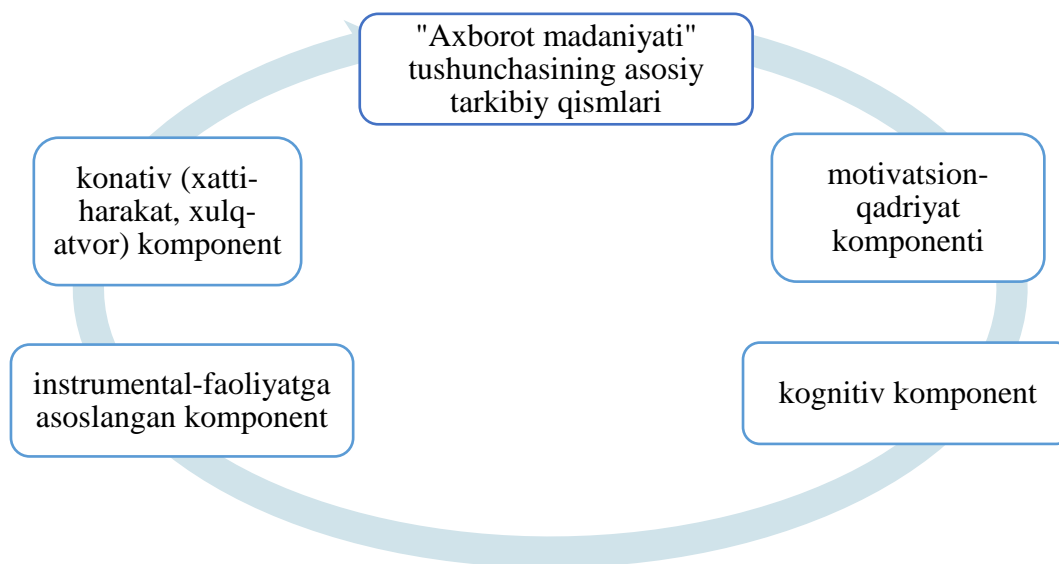 "Axborot madaniyati"
tushunchasining asosiy
tarkibiy qismlari
motivatsion-
qadriyat
komponenti
kognitiv komponent
instrumental-faoliyatga
asoslangan komponent
konativ (xatti-
harakat, xulq-
atvor) komponent